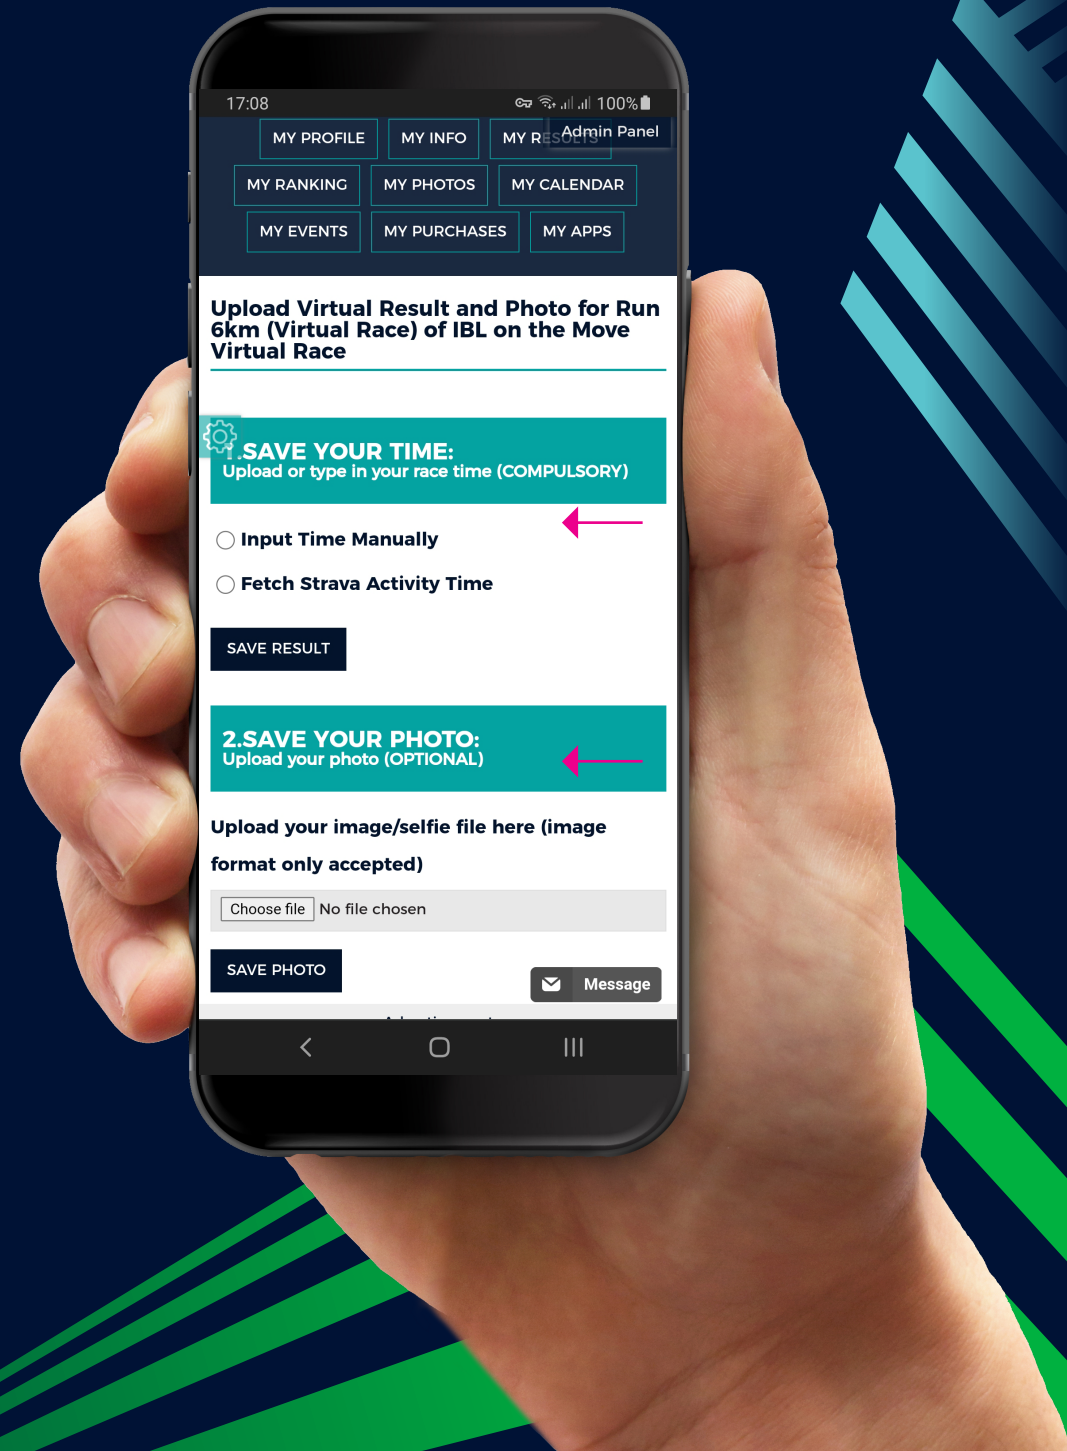 17:08
100%
Admin Panel
MY PROFILE
MY INFO
MY RESULTS
MY RANKING
MY PHOTOS
MY CALENDAR
MY EVENTS
MY PURCHASES
MY APPS
Upload Virtual Result and Photo for Run
6km (Virtual Race) of IBL on the Move
Virtual Race
1.SAVE YOUR TIME:
Upload or type in your race time (COMPULSORY)
Input Time Manually
Fetch Strava Activity Time
SAVE RESULT
2.SAVE YOUR PHOTO:
Upload your photo (OPTIONAL)
Upload your image/selfie file here (image
format only accepted)
Choose file No file chosen
SAVE PHOTO
Message